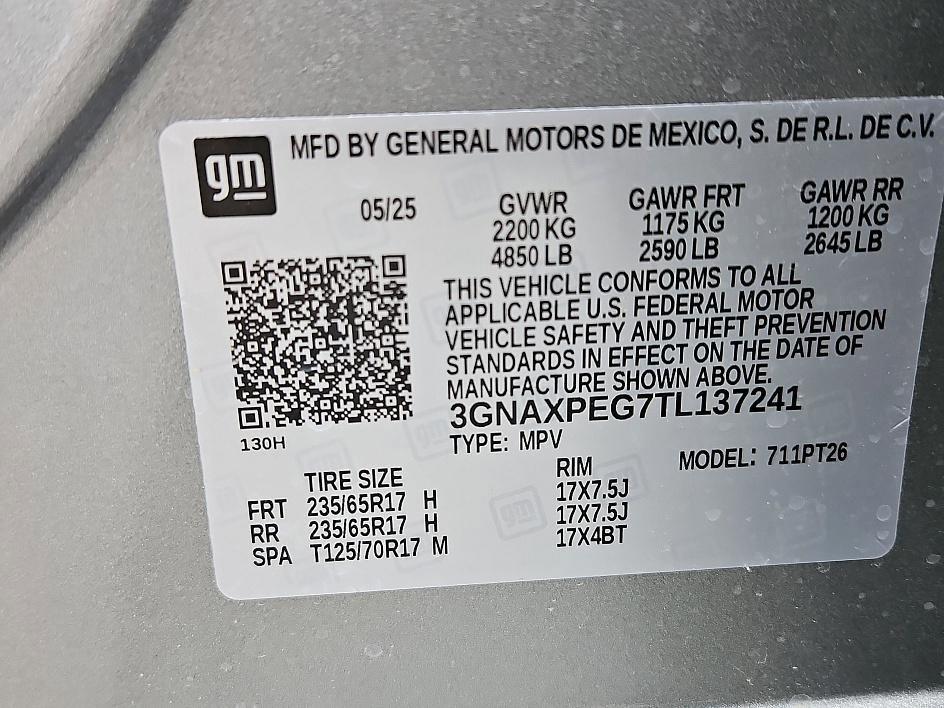 gm
MFD BY GENERAL MOTORS DE MEXICO, S. DE R.L. DE C.V.
05/25 GVWR GAWR FRT GAWR RR
2200 KG 1175 KG 1200 KG
4850 LB 2590 LB 2645 LB
THIS VEHICLE CONFORMS TO ALL
APPLICABLE U.S. FEDERAL MOTOR
VEHICLE SAFETY AND THEFT PREVENTION
STANDARDS IN EFFECT ON THE DATE OF
MANUFACTURE SHOWN ABOVE.
3GNAXPEG7TL137241
130H
TYPE: MPV MODEL: 711PT26
TIRE SIZE RIM
FRT 235/65R17 H 17X7.5J
RR 235/65R17 H 17X7.5J
SPA T125/70R17 M 17X4BT